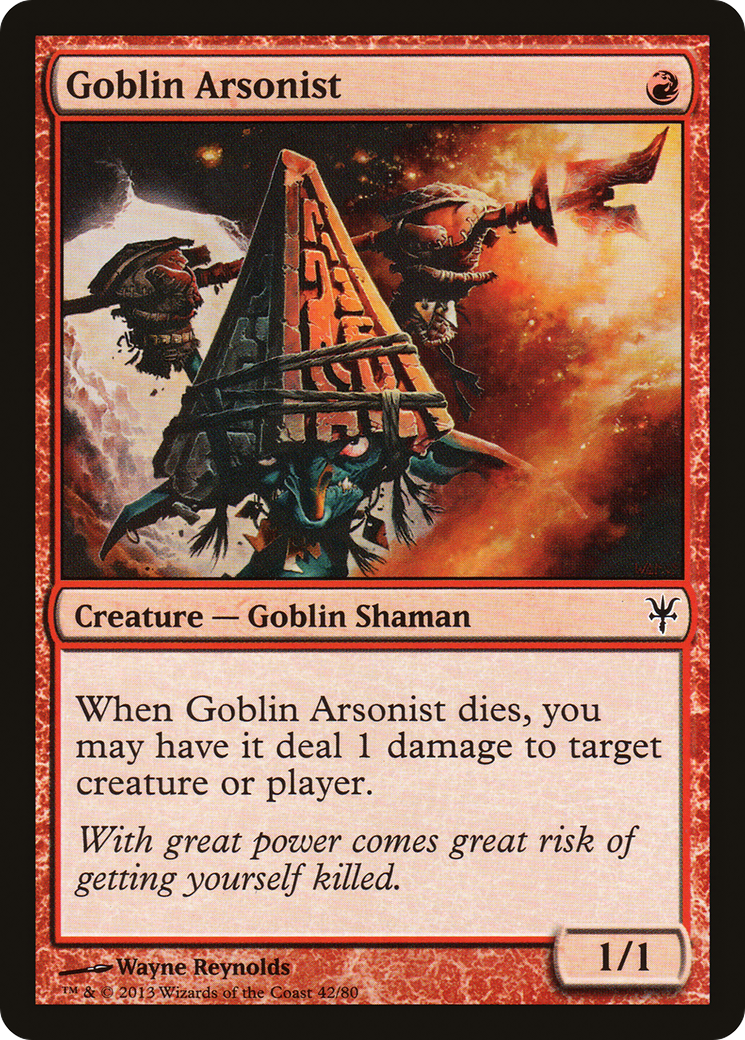 Goblin Arsonist
Creature — Goblin Shaman
When Goblin Arsonist dies, you
may have it deal 1 damage to target
creature or player.
With great power comes great risk of
getting yourself killed.
1/1
Wayne Reynolds
™ & © 2013 Wizards of the Coast 42/80